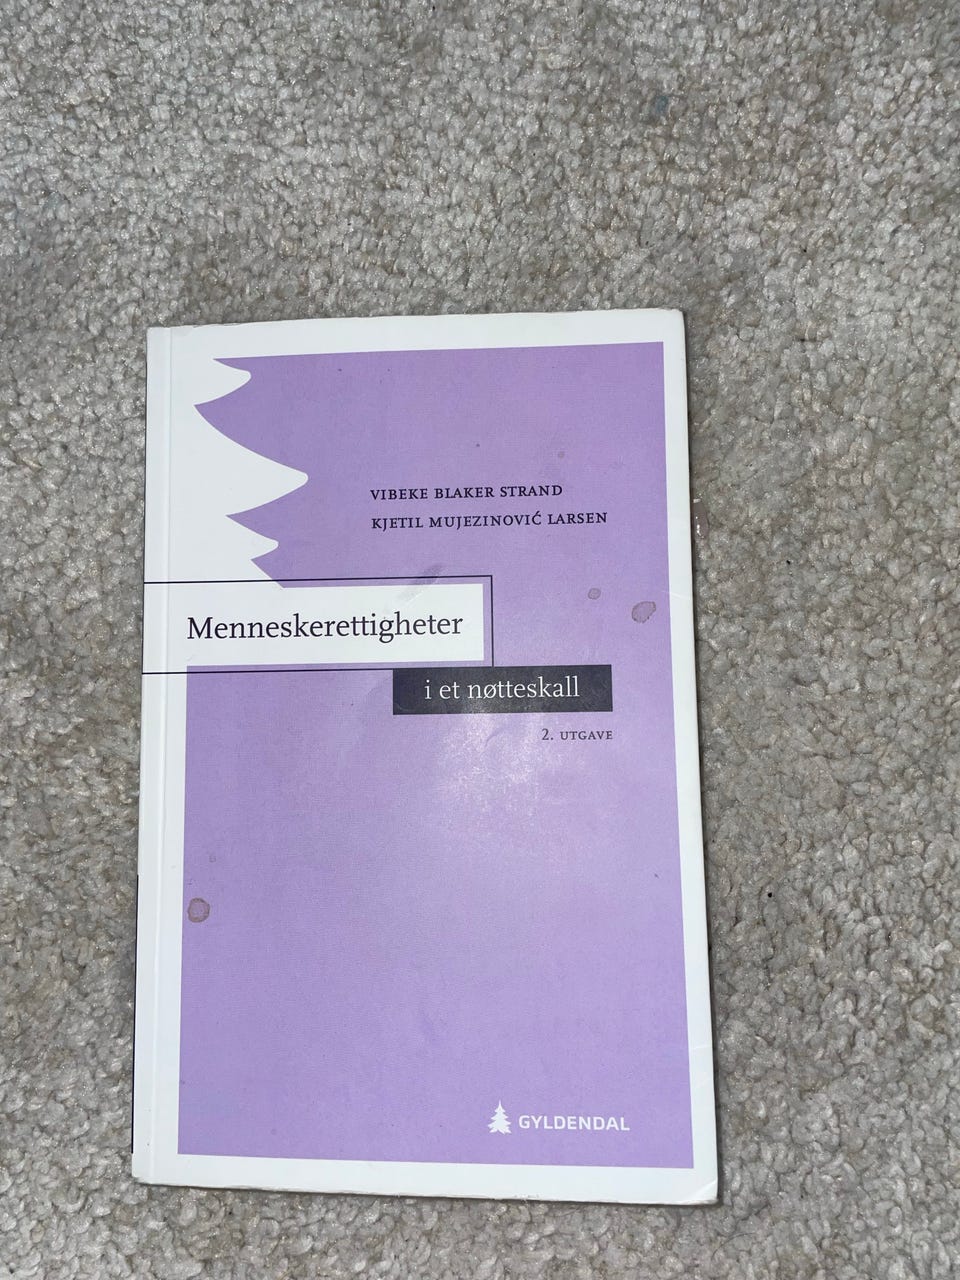 VIBEKE BLAKER STRAND
KJETIL MUJEZINOVIĆ LARSEN
Menneskerettigheter
i et nøtteskall
2. UTGAVE
GYLDENDAL